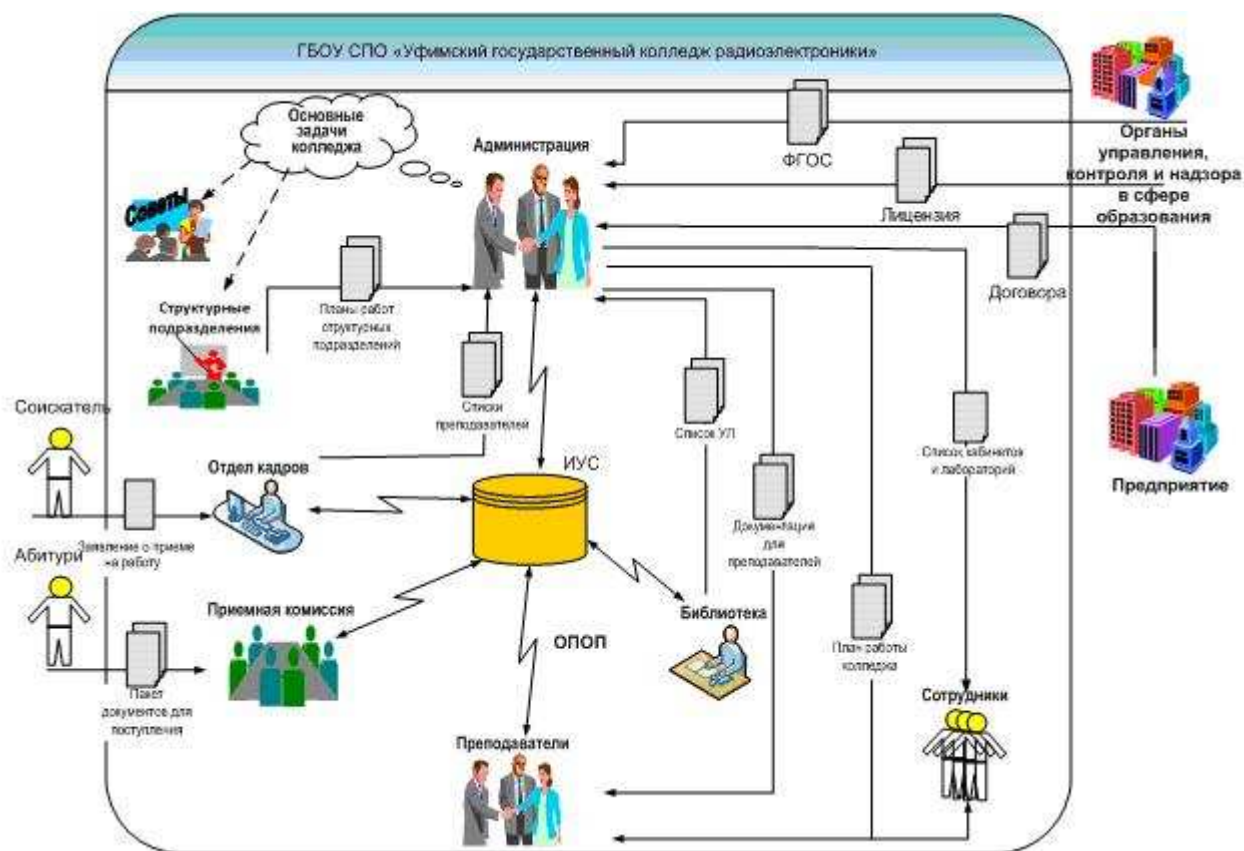 ГБОУ СПО «Уфимский государственный колледж радиоэлектроники»
Основные
задачи
колледжа
Администрация
ФГОС
Органы
управления,
контроля и надзора
в сфере
образования
Лицензия
Советы
Договора
Структурные
подразделения
Планы работ
структурных
подразделений
Соискатель
Списки
преподавателей
Список УЛ
Список кабинетов
и лабораторий
Предприятие
Отдел кадров
ИУС
Документация
для
преподавателей
Заявление о приеме
на работу
Абитури
Приемная комиссия
Библиотека
ОПОП
План работы
колледжа
Пакет
документов для
поступления
Сотрудники
Преподаватели